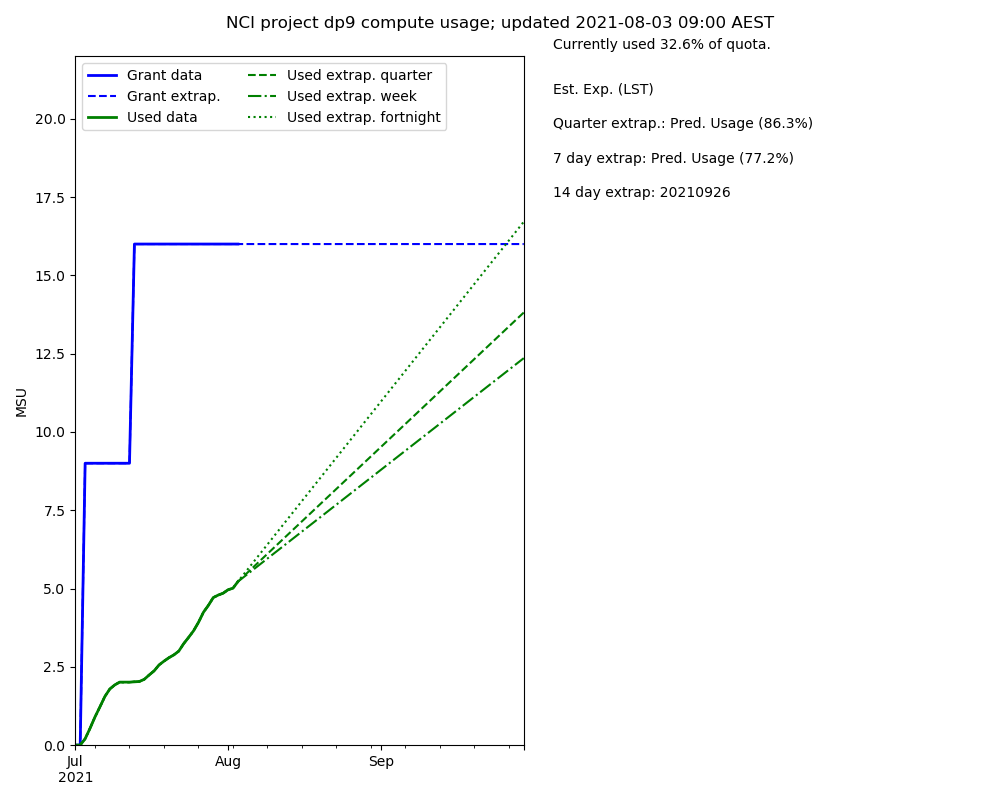 NCI project dp9 compute usage; updated 2021-08-03 09:00 AEST
Currently used 32.6% of quota.
Est. Exp. (LST)
Quarter extrap.: Pred. Usage (86.3%)
7 day extrap: Pred. Usage (77.2%)
14 day extrap: 20210926
Grant data
Grant extrap.
Used data
Used extrap. quarter
Used extrap. week
Used extrap. fortnight
MSU
20.0
17.5
15.0
12.5
10.0
7.5
5.0
2.5
0.0
Jul
2021
Aug
Sep